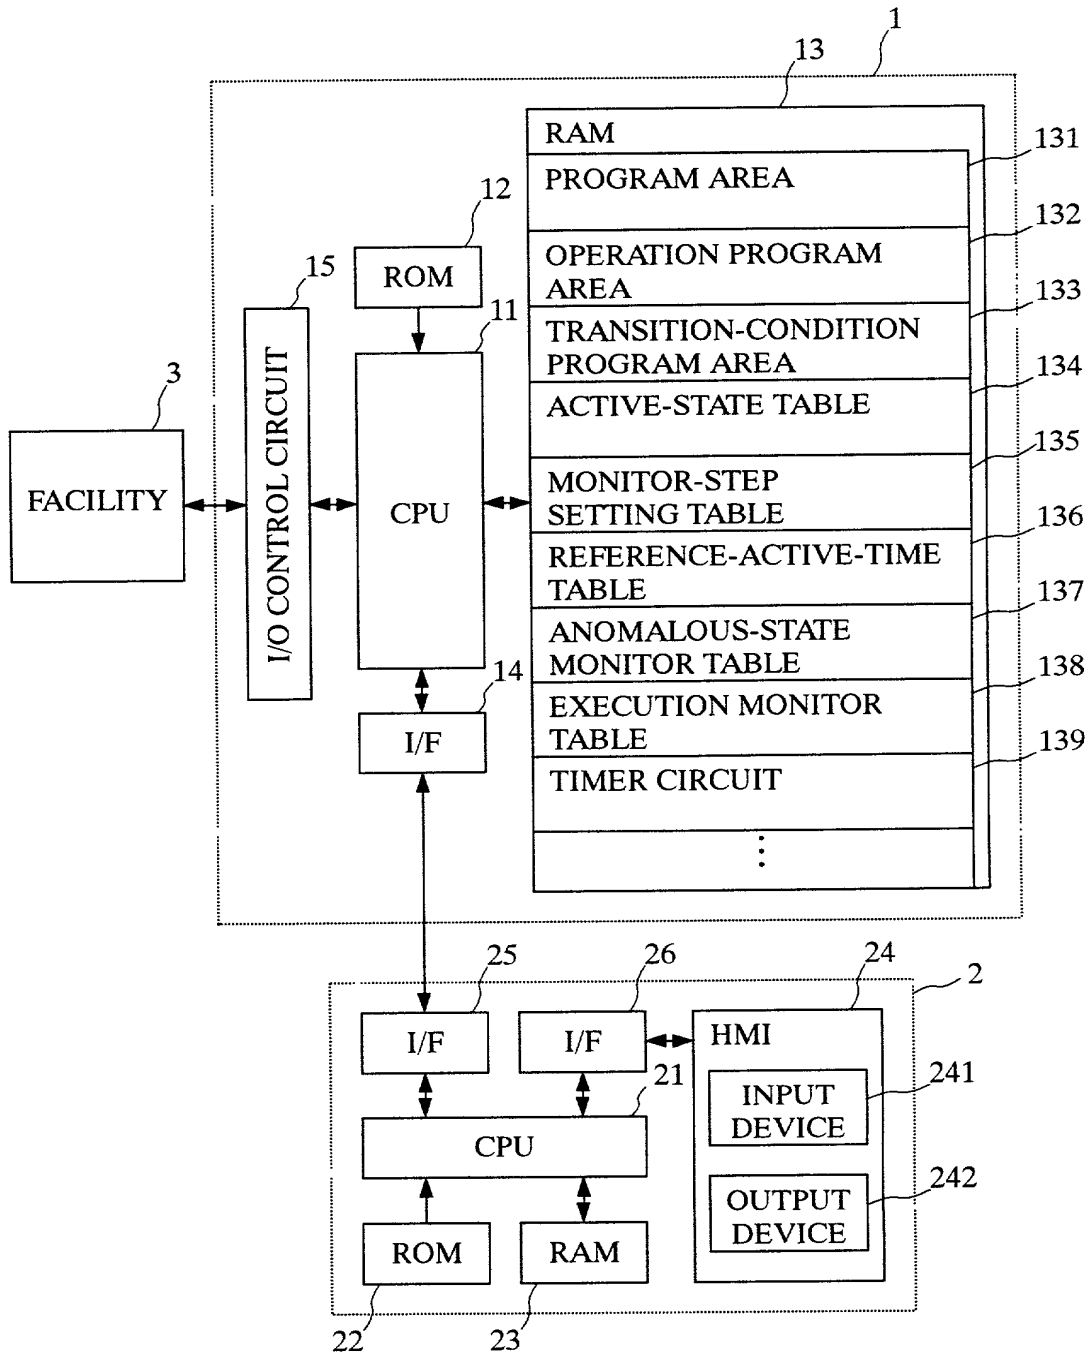 1
13
RAM
131
PROGRAM AREA
12
132
ROM
OPERATION PROGRAM
AREA
15
133
11
TRANSITION-CONDITION
PROGRAM AREA
3
134
ACTIVE-STATE TABLE
135
FACILITY
I/O CONTROL CIRCUIT
CPU
MONITOR-STEP
SETTING TABLE
136
REFERENCE-ACTIVE-TIME
TABLE
137
ANOMALOUS-STATE
MONITOR TABLE
14
138
I/F
EXECUTION MONITOR
TABLE
139
TIMER CIRCUIT
25
26
24
2
I/F
I/F
HMI
21
241
INPUT
DEVICE
CPU
242
OUTPUT
DEVICE
ROM
RAM
22
23